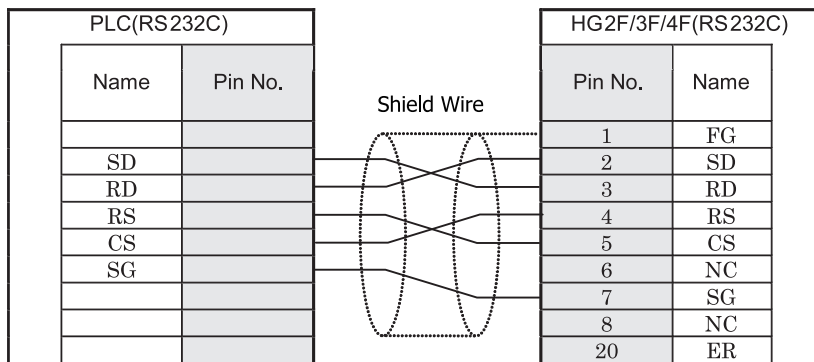 PLC(RS232C) HG2F/3F/4F(RS232C)
Name Pin No. Pin No. Name
Shield Wire
1 FG
SD 2 SD
RD 3 RD
RS 4 RS
CS 5 CS
SG 6 NC
7 SG
8 NC
20 ER